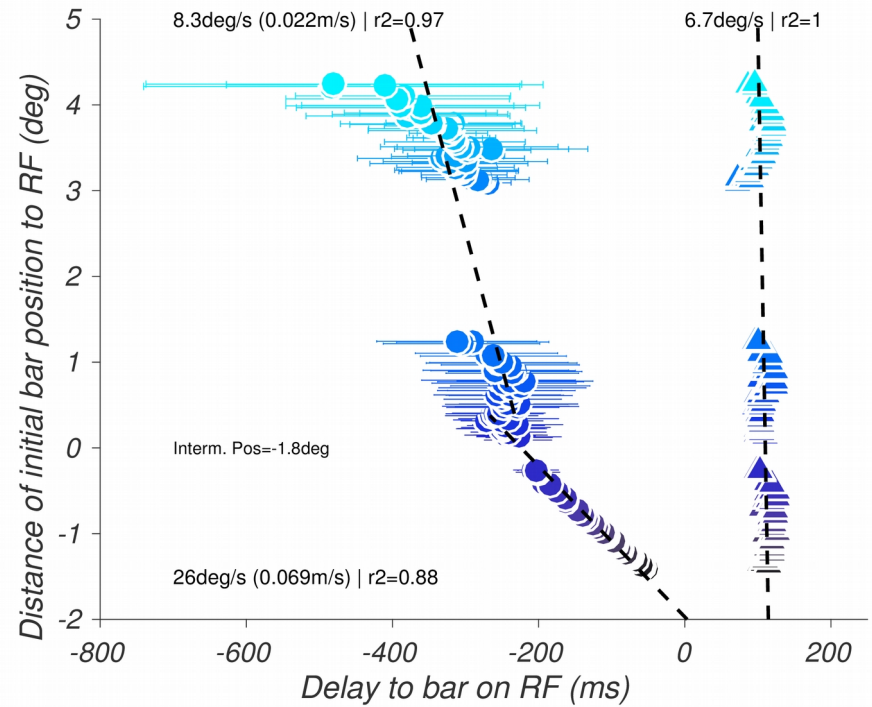 8.3deg/s (0.022m/s) | r2=0.97
6.7deg/s | r2=1
5
4
3
2
1
0
-1
-2
Distance of initial bar position to RF (deg)
Interm. Pos=-1.8deg
26deg/s (0.069m/s) | r2=0.88
-800 -600 -400 -200 0 200
Delay to bar on RF (ms)